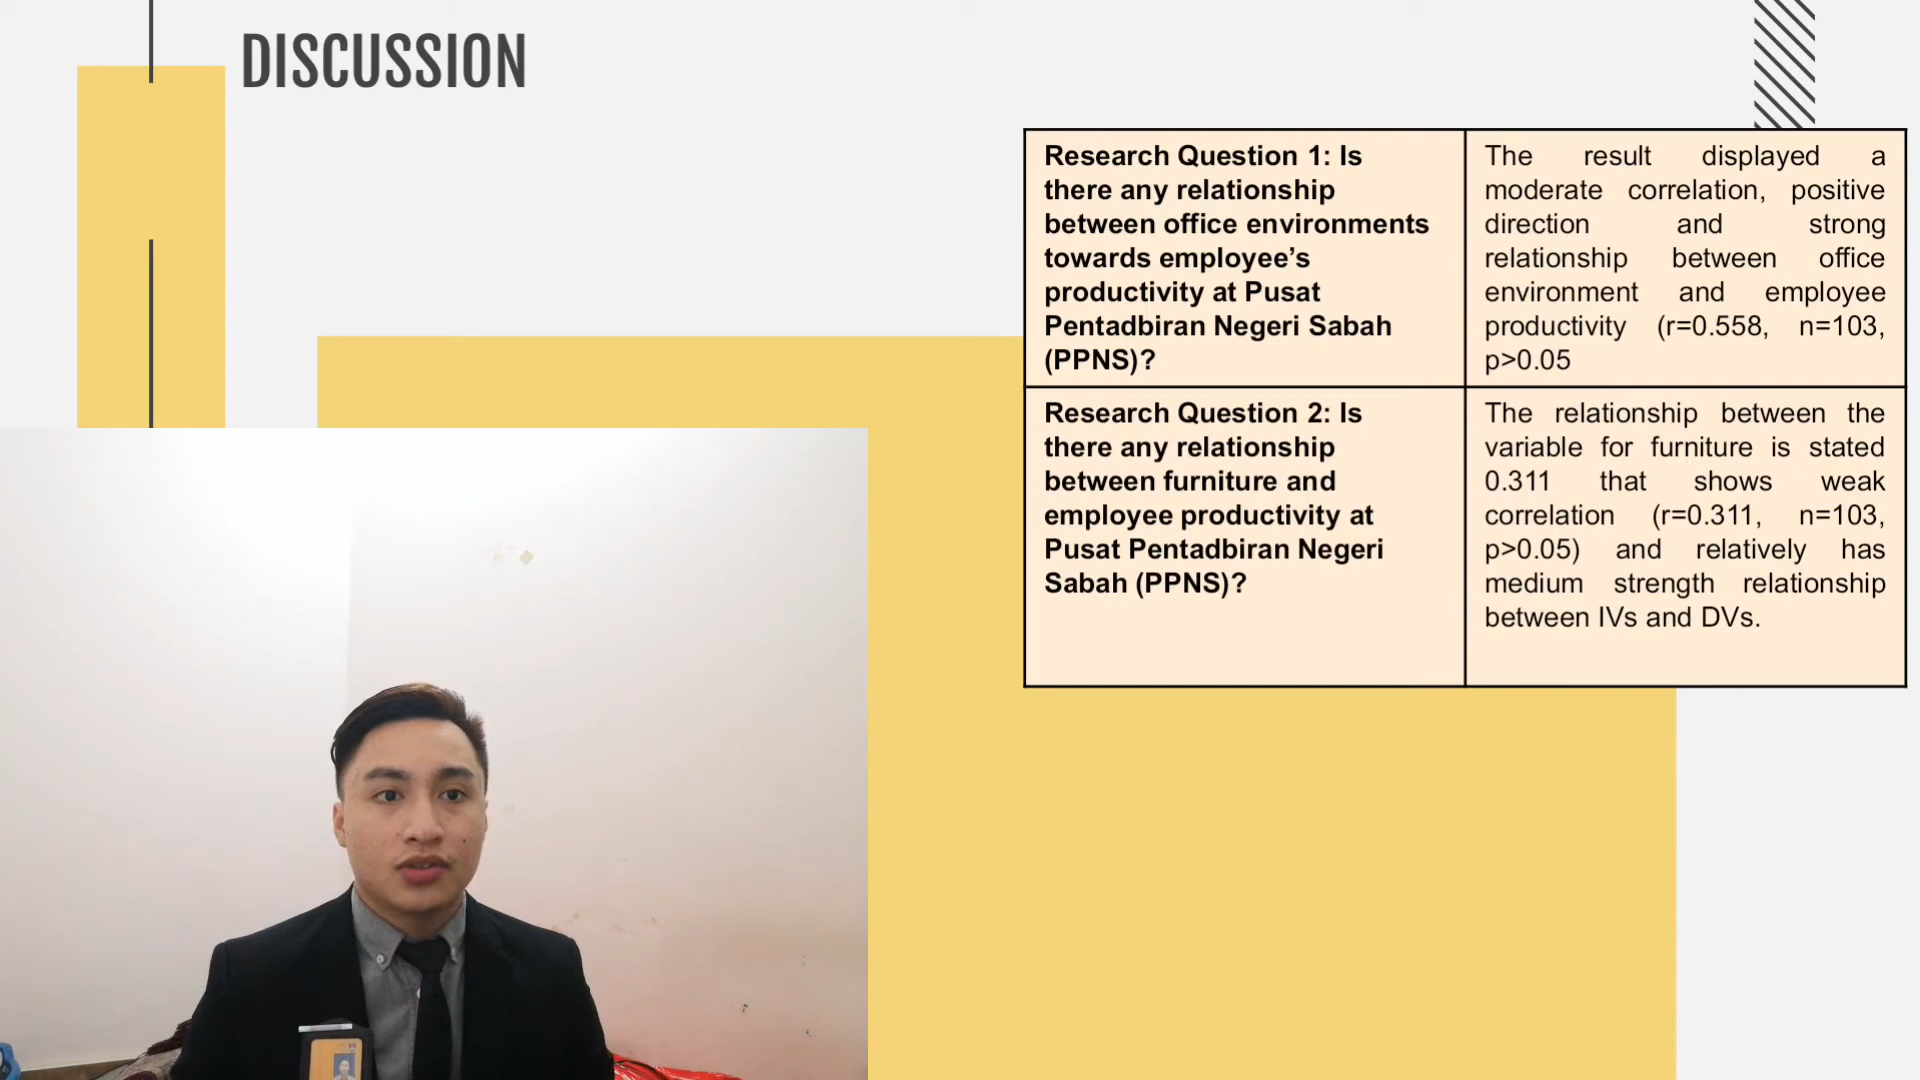 DISCUSSION
Research Question 1: Is
there any relationship
between office environments
towards employee’s
productivity at Pusat
Pentadbiran Negeri Sabah
(PPNS)?
The result displayed a
moderate correlation, positive
direction and strong
relationship between office
environment and employee
productivity (r=0.558, n=103,
p>0.05
Research Question 2: Is
there any relationship
between furniture and
employee productivity at
Pusat Pentadbiran Negeri
Sabah (PPNS)?
The relationship between the
variable for furniture is stated
0.311 that shows weak
correlation (r=0.311, n=103,
p>0.05) and relatively has
medium strength relationship
between IVs and DVs.